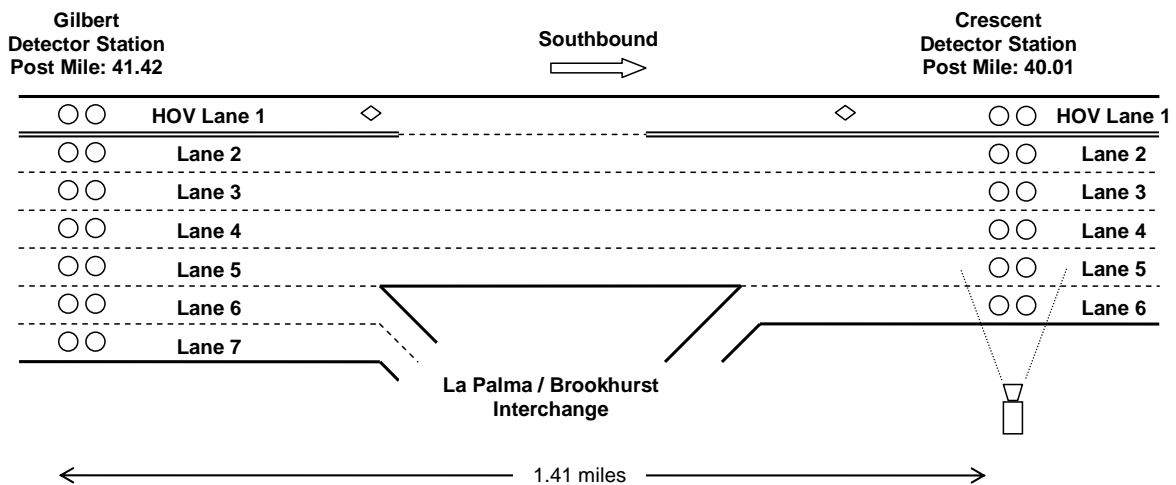 Gilbert
Detector Station
Post Mile: 41.42
Southbound
Crescent
Detector Station
Post Mile: 40.01
HOV Lane 1
HOV Lane 1
Lane 2
Lane 2
Lane 3
Lane 3
Lane 4
Lane 4
Lane 5
Lane 5
Lane 6
Lane 6
Lane 7
La Palma / Brookhurst
Interchange
1.41 miles